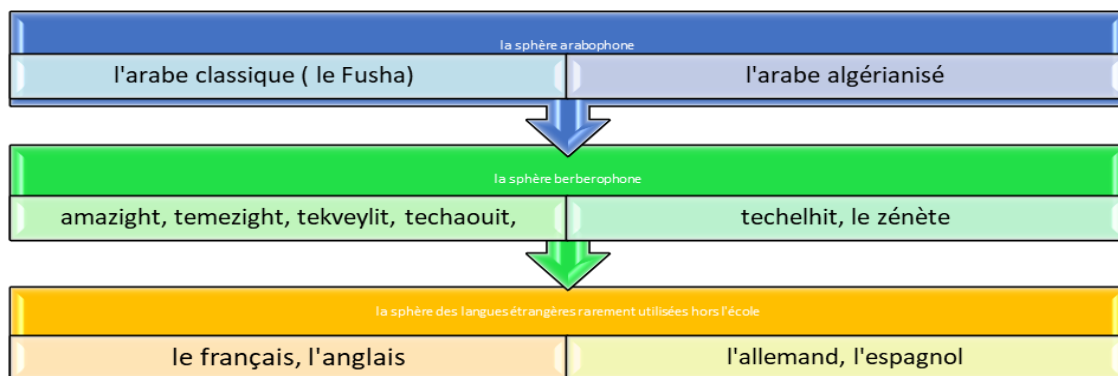 la sphère arabophone
l'arabe classique ( le Fusha)
l'arabe algérianisé
la sphère berberophone
amazight, temezight, tekveylit, techaouit,
techelhit, le zénète
la sphère des langues étrangères rarement utilisées hors l'école
le français, l'anglais
l'allemand, l'espagnol